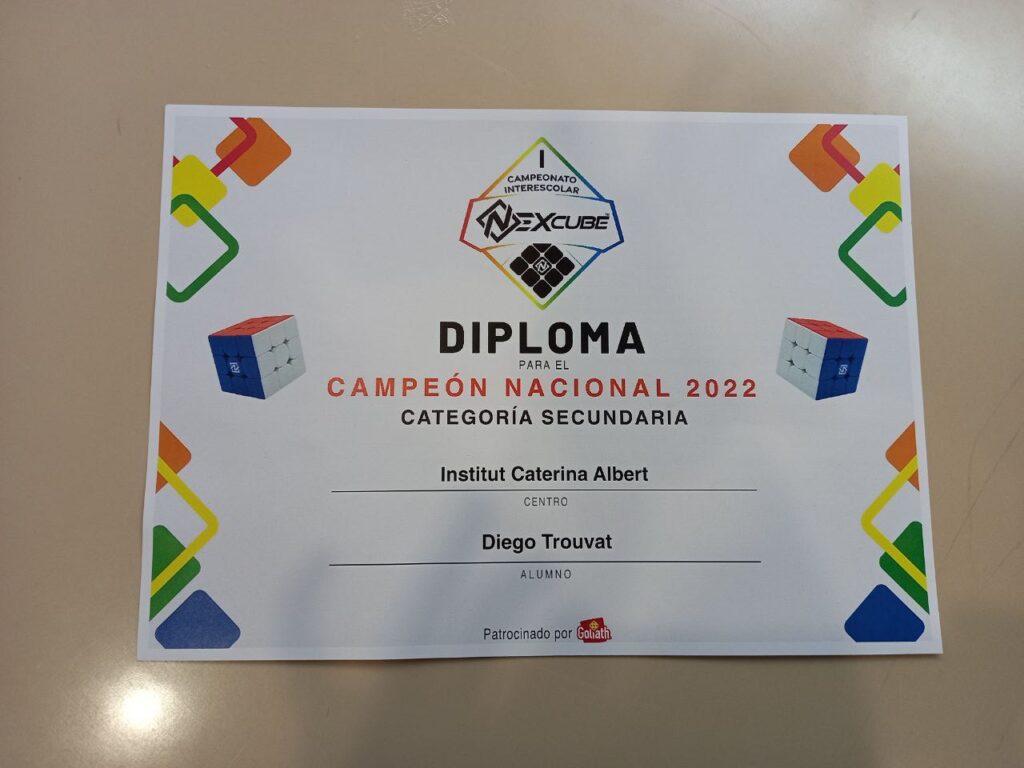 I
CAMPEONATO
INTERESCOLAR
NEXCUBE™
DIPLOMA
PARA EL
CAMPEÓN NACIONAL 2022
CATEGORÍA SECUNDARIA
Institut Caterina Albert
CENTRO
Diego Trouvat
ALUMNO
Patrocinado por Goliath